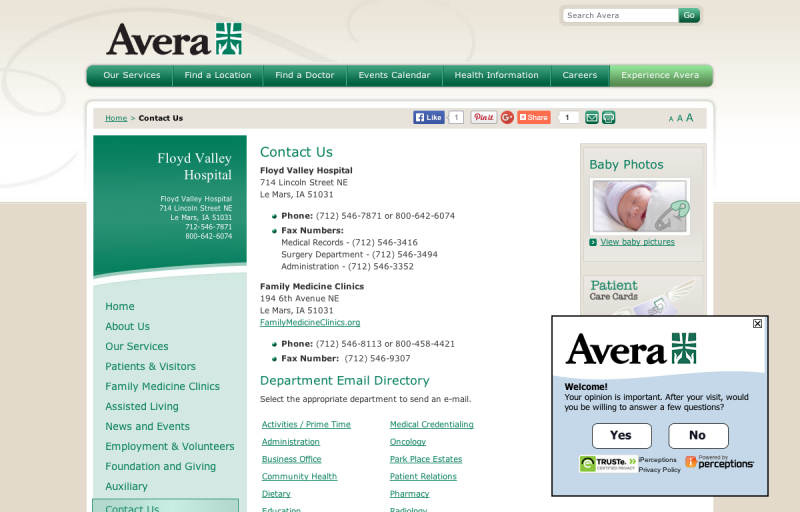 Avera
Search Avera
Go
Our Services
Find a Location
Find a Doctor
Events Calendar
Health Information
Careers
Experience Avera
Home > Contact Us
Like
1
Pinit
Share
1
A A A
Floyd Valley
Hospital
Floyd Valley Hospital
714 Lincoln Street NE
Le Mars, IA 51031
712-546-7871
800-642-6074
Home
About Us
Our Services
Patients & Visitors
Family Medicine Clinics
Assisted Living
News and Events
Employment & Volunteers
Foundation and Giving
Auxiliary
Contact Us
Contact Us
Floyd Valley Hospital
714 Lincoln Street NE
Le Mars, IA 51031
Phone: (712) 546-7871 or 800-642-6074
Fax Numbers:
Medical Records - (712) 546-3416
Surgery Department - (712) 546-3494
Administration - (712) 546-3352
Family Medicine Clinics
194 6th Avenue NE
Le Mars, IA 51031
FamilyMedicineClinics.org
Phone: (712) 546-8113 or 800-458-4421
Fax Number: (712) 546-9307
Department Email Directory
Select the appropriate department to send an e-mail.
Activities / Prime Time
Administration
Business Office
Community Health
Dietary
Education
Medical Credentialing
Oncology
Park Place Estates
Patient Relations
Pharmacy
Radiology
Baby Photos
View baby pictures
Patient
Care Cards
Avera
Welcome!
Your opinion is important. After your visit, would
you be willing to answer a few questions?
Yes
No
TRUSTe
CERTIFIED PRIVACY
iPerceptions
Privacy Policy
Powered by
iperceptions